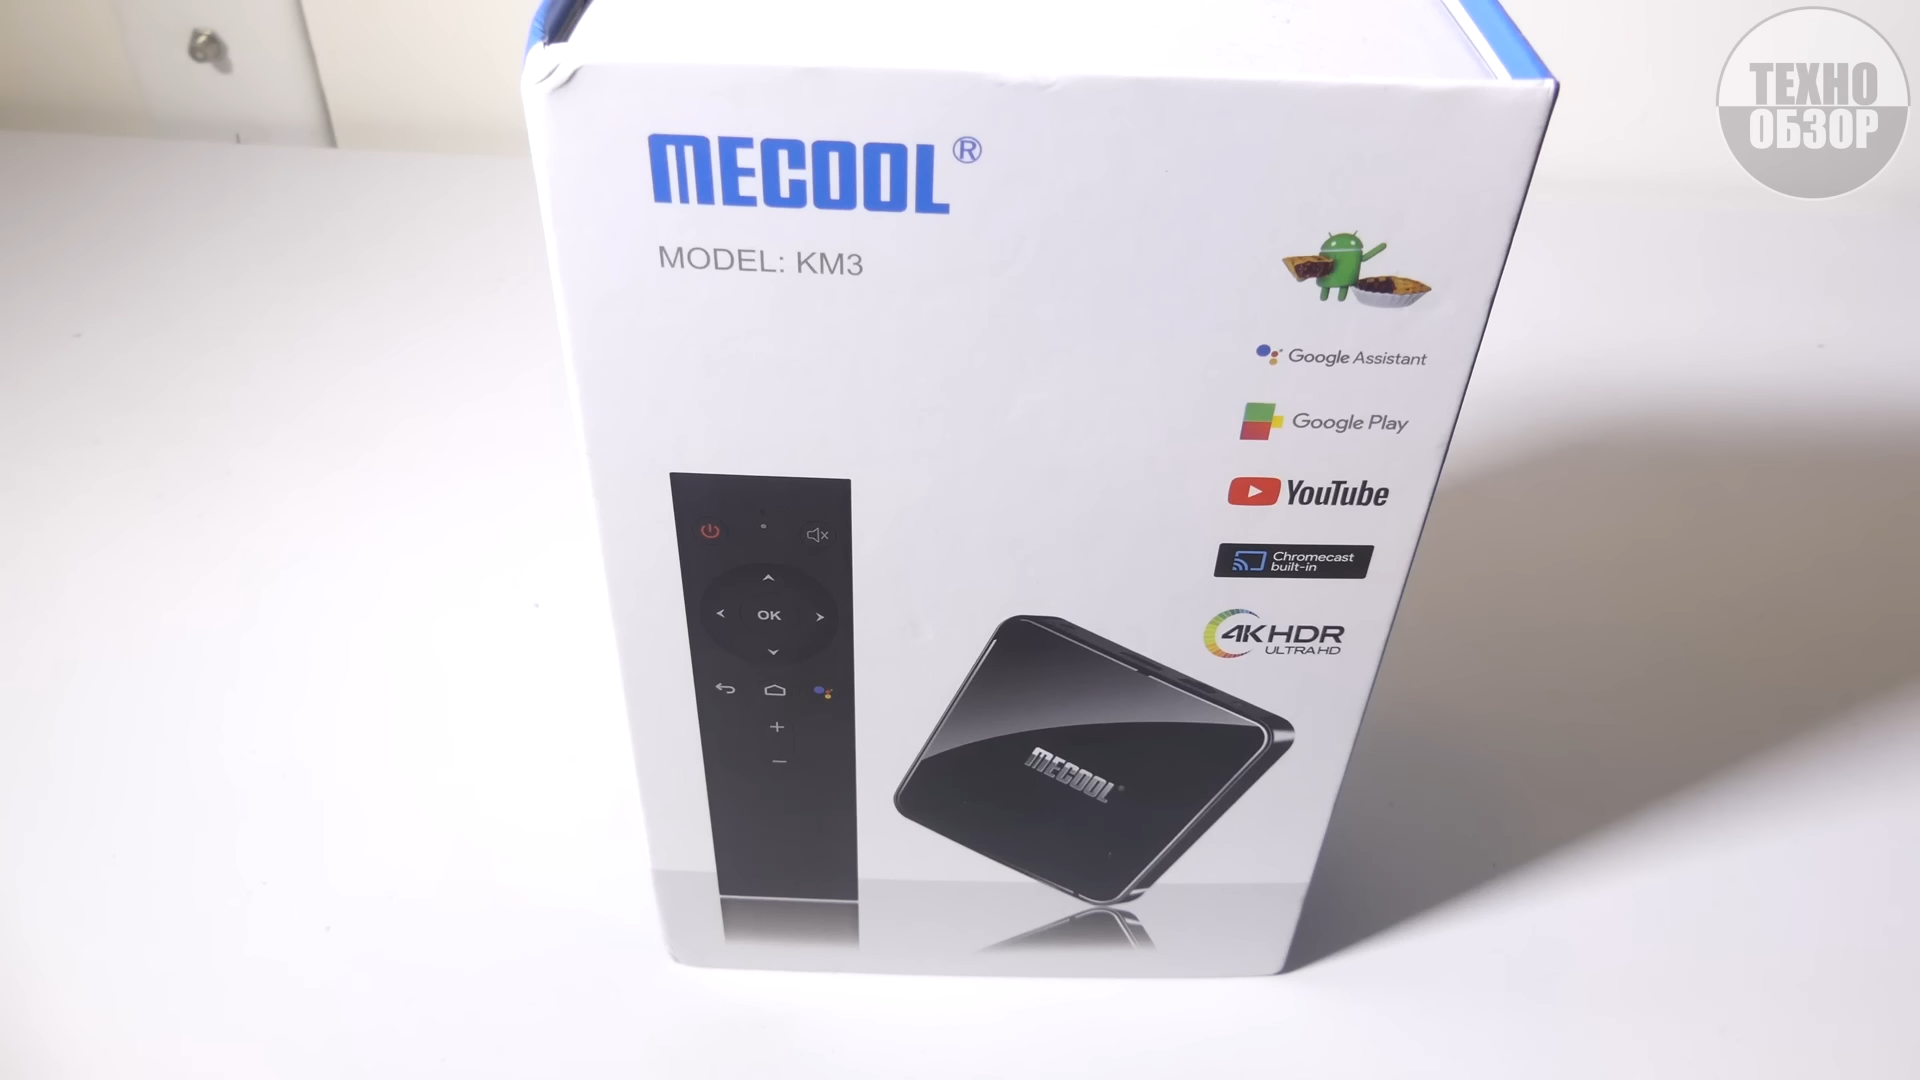 ТЕХНО
ОБЗОР
MECOOL®
MODEL: KM3
Google Assistant
Google Play
YouTube
Chromecast
built-in
4K HDR
ULTRA HD
OK
MECOOL